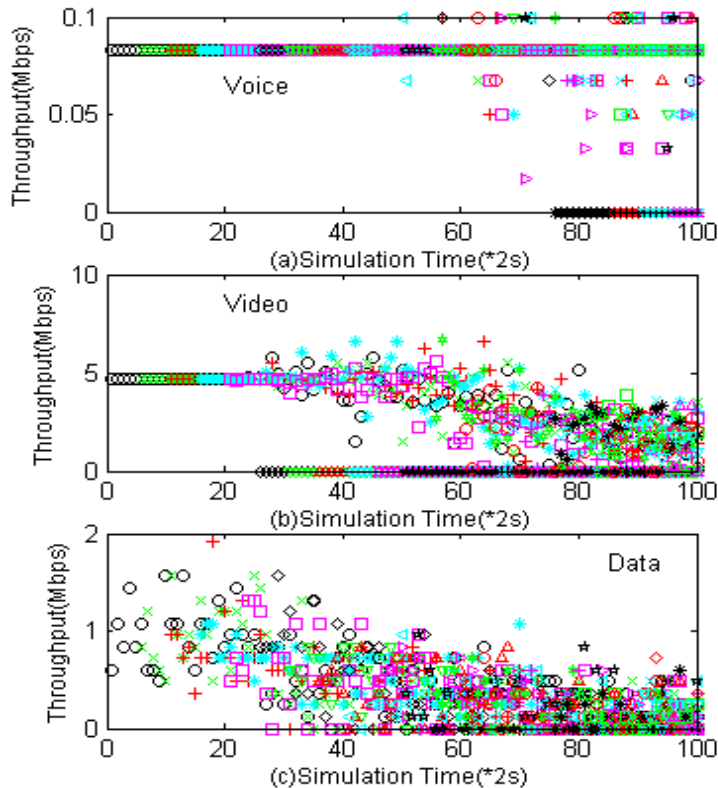 Throughput(Mbps)
0.1
0.05
0
Voice
0 20 40 60 80 100
(a)Simulation Time(*2s)
Throughput(Mbps)
10
5
0
Video
0 20 40 60 80 100
(b)Simulation Time(*2s)
Throughput(Mbps)
2
1
0
Data
0 20 40 60 80 100
(c)Simulation Time(*2s)